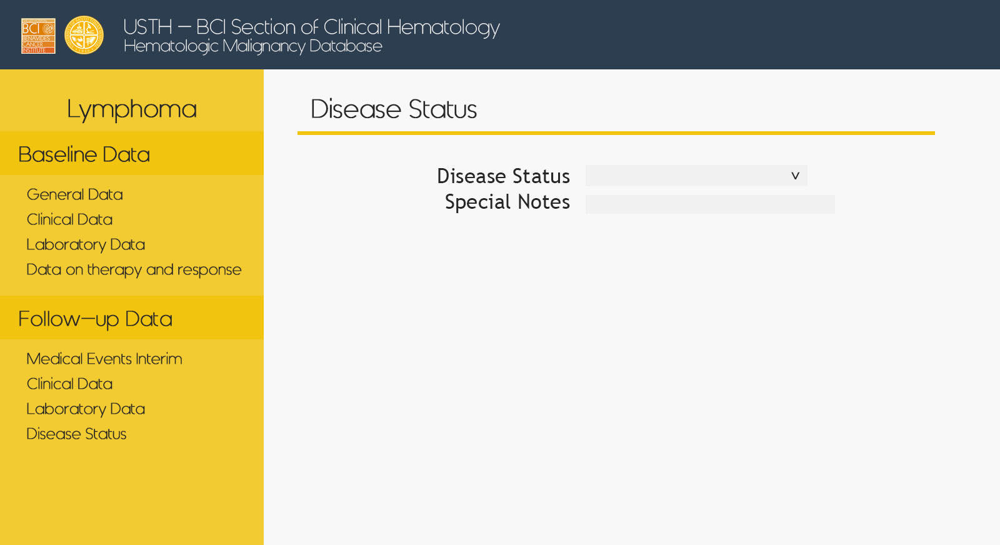 BCI
BENAVIDES
CANCER
INSTITUTE
USTH – BCI Section of Clinical Hematology
Hematologic Malignancy Database
Lymphoma
Baseline Data
General Data
Clinical Data
Laboratory Data
Data on therapy and response
Follow-up Data
Medical Events Interim
Clinical Data
Laboratory Data
Disease Status
Disease Status
Disease Status
Special Notes